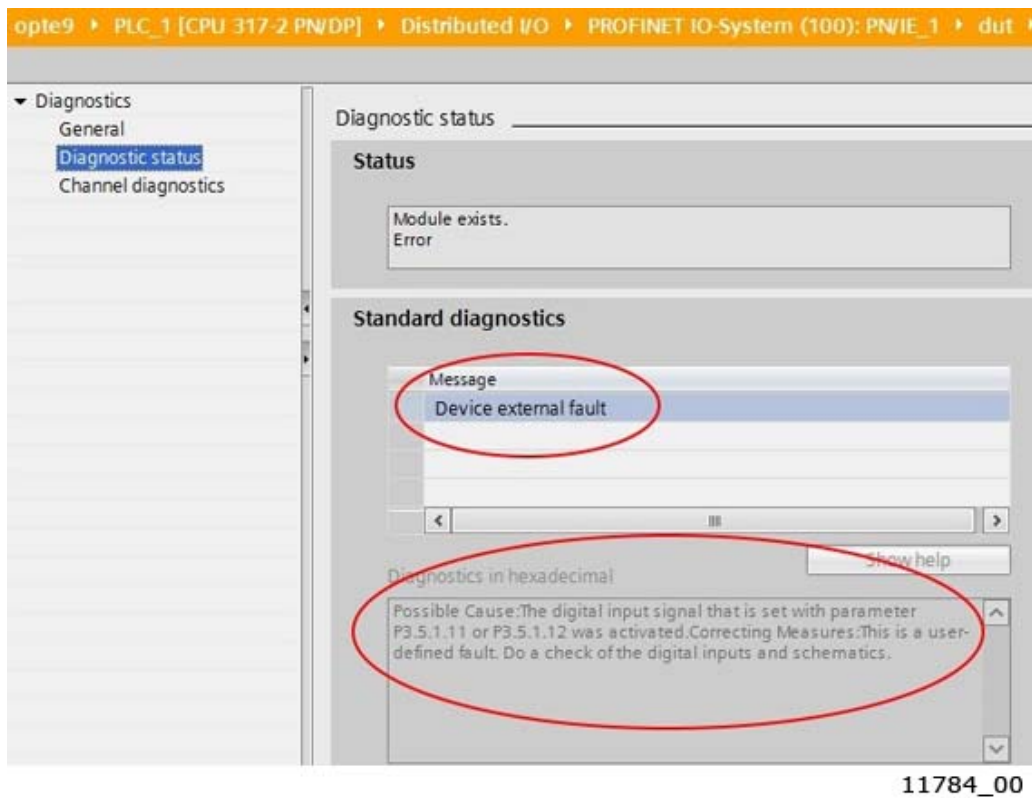 opte9 ▸ PLC_1 [CPU 317-2 PN/DP] ▸ Distributed I/O ▸ PROFINET IO-System (100): PN/IE_1 ▸ dut
Diagnostics
General
Diagnostic status
Channel diagnostics
Diagnostic status
Status
Module exists.
Error
Standard diagnostics
Message
Device external fault
Show help
Diagnostics in hexadecimal
Possible Cause:The digital input signal that is set with parameter
P3.5.1.11 or P3.5.1.12 was activated.Correcting Measures:This is a user-
defined fault. Do a check of the digital inputs and schematics.
11784_00